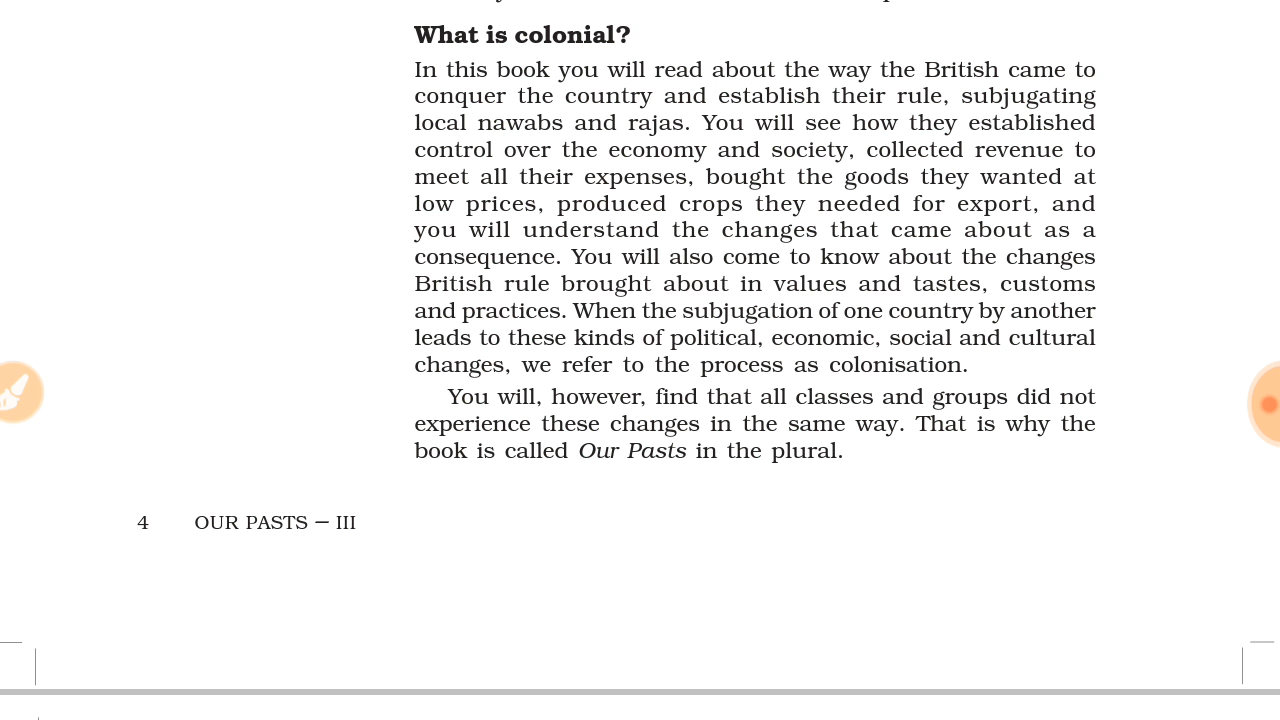 What is colonial?
In this book you will read about the way the British came to
conquer the country and establish their rule, subjugating
local nawabs and rajas. You will see how they established
control over the economy and society, collected revenue to
meet all their expenses, bought the goods they wanted at
low prices, produced crops they needed for export, and
you will understand the changes that came about as a
consequence. You will also come to know about the changes
British rule brought about in values and tastes, customs
and practices. When the subjugation of one country by another
leads to these kinds of political, economic, social and cultural
changes, we refer to the process as colonisation.
You will, however, find that all classes and groups did not
experience these changes in the same way. That is why the
book is called Our Pasts in the plural.
4 OUR PASTS – III